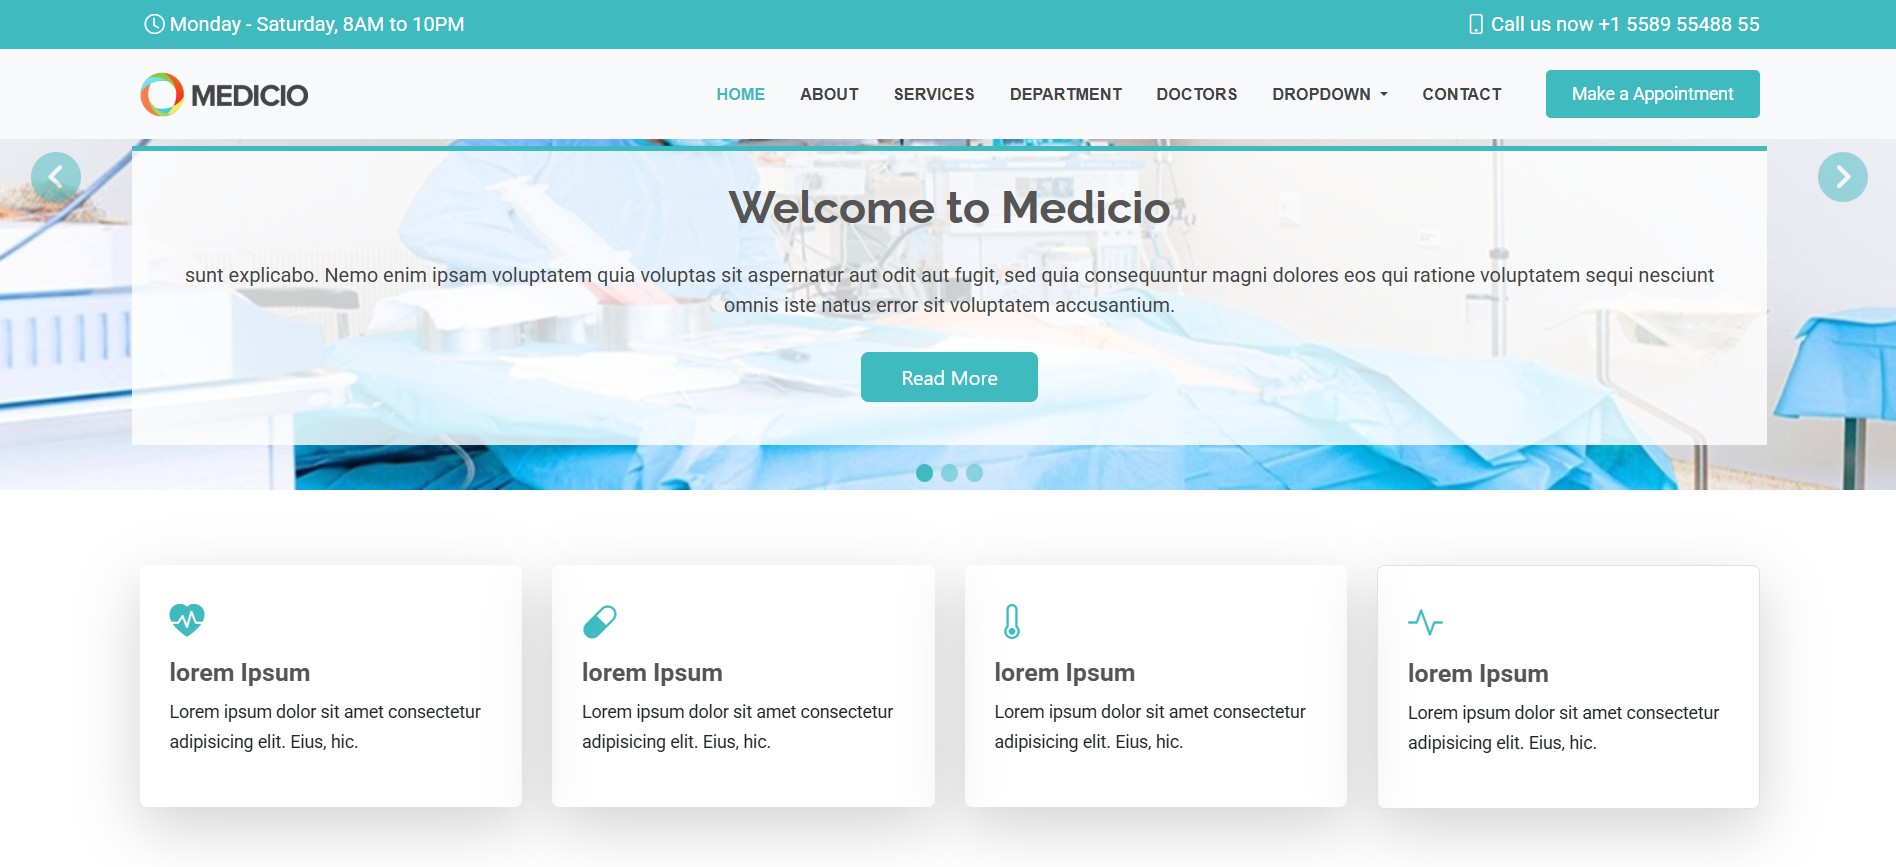 Monday - Saturday, 8AM to 10PM
Call us now +1 5589 55488 55
MEDICIO
HOME
ABOUT
SERVICES
DEPARTMENT
DOCTORS
DROPDOWN
CONTACT
Make a Appointment
Welcome to Medicio
sunt explicabo. Nemo enim ipsam voluptatem quia voluptas sit aspernatur aut odit aut fugit, sed quia consequuntur magni dolores eos qui ratione voluptatem sequi nesciunt
omnis iste natus error sit voluptatem accusantium.
Read More
lorem Ipsum
Lorem ipsum dolor sit amet consectetur
adipisicing elit. Eius, hic.
lorem Ipsum
Lorem ipsum dolor sit amet consectetur
adipisicing elit. Eius, hic.
lorem Ipsum
Lorem ipsum dolor sit amet consectetur
adipisicing elit. Eius, hic.
lorem Ipsum
Lorem ipsum dolor sit amet consectetur
adipisicing elit. Eius, hic.